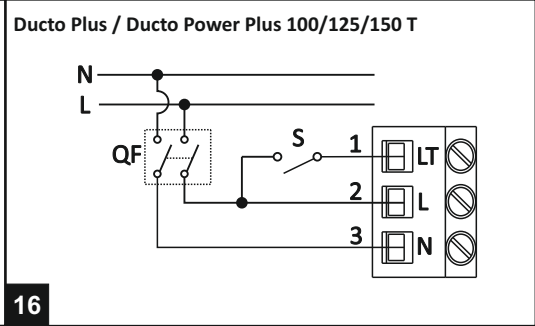 Ducto Plus / Ducto Power Plus 100/125/150 T
N
L
QF
S
1
LT
2
L
3
N
16